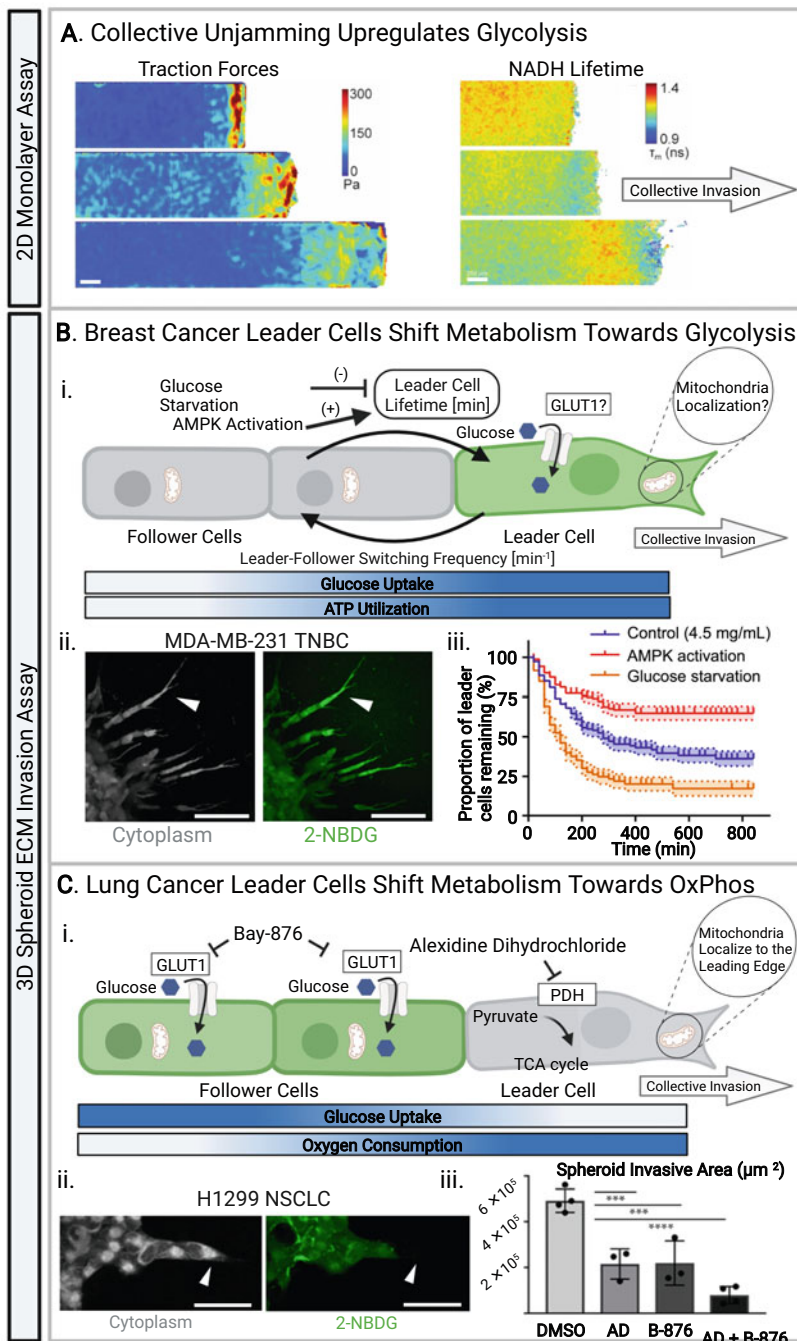 2D Monolayer Assay
A. Collective Unjamming Upregulates Glycolysis
Traction Forces
NADH Lifetime
300
150
0
Pa
1.4
0.9
τm (ns)
Collective Invasion
3D Spheroid ECM Invasion Assay
B. Breast Cancer Leader Cells Shift Metabolism Towards Glycolysis
i.
Glucose
Starvation
AMPK Activation
(-)
(+)
Leader Cell
Lifetime [min]
GLUT1?
Glucose
Mitochondria
Localization?
Follower Cells
Leader Cell
Collective Invasion
Leader-Follower Switching Frequency [min⁻¹]
Glucose Uptake
ATP Utilization
ii.
MDA-MB-231 TNBC
Cytoplasm
2-NBDG
iii.
Control (4.5 mg/mL)
AMPK activation
Glucose starvation
Proportion of leader
cells remaining (%)
100
75
50
25
0
0
200
400
600
800
Time (min)
C. Lung Cancer Leader Cells Shift Metabolism Towards OxPhos
i.
Bay-876
GLUT1
GLUT1
Glucose
Glucose
Alexidine Dihydrochloride
PDH
Pyruvate
TCA cycle
Mitochondria
Localize to the
Leading Edge
Follower Cells
Leader Cell
Collective Invasion
Glucose Uptake
Oxygen Consumption
ii.
H1299 NSCLC
Cytoplasm
2-NBDG
iii.
Spheroid Invasive Area (µm ²)
6 ×10⁵
4 ×10⁵
2 ×10⁵
***
***
****
DMSO
AD
B-876
AD + B-876